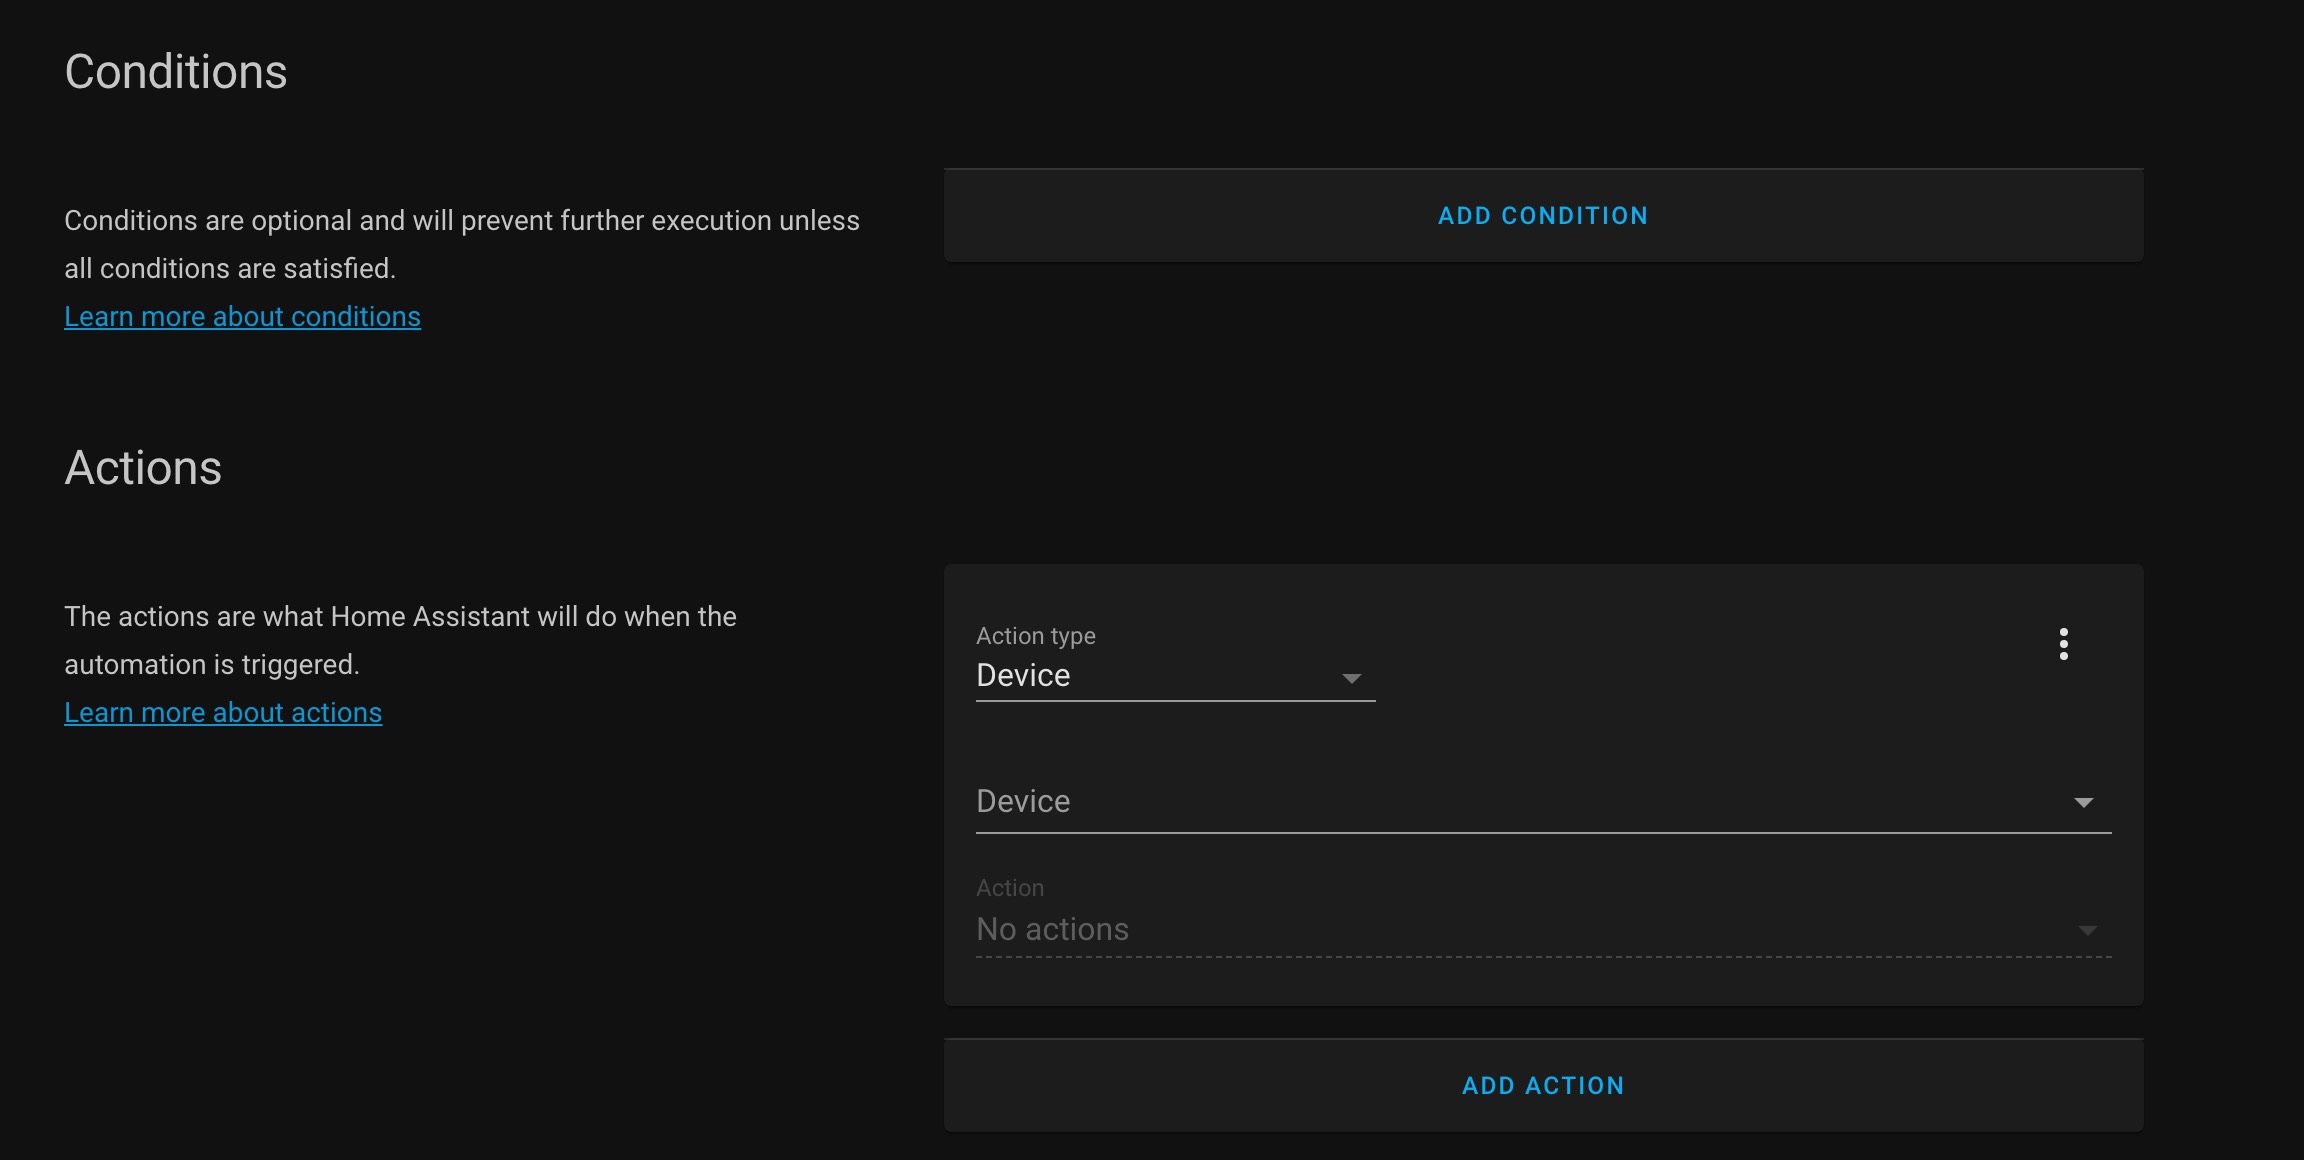 Conditions
Conditions are optional and will prevent further execution unless
all conditions are satisfied.
Learn more about conditions
ADD CONDITION
Actions
The actions are what Home Assistant will do when the
automation is triggered.
Learn more about actions
Action type
Device
Device
Action
No actions
ADD ACTION